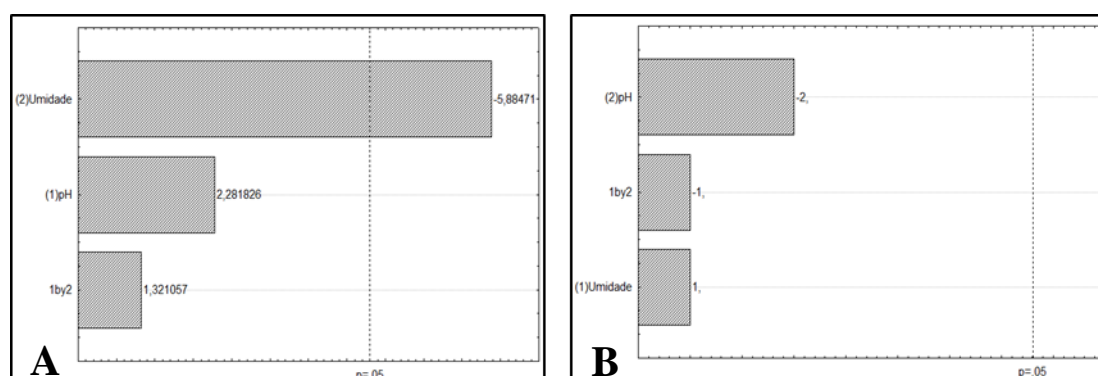 (2)Umidade
-5,88471
(1)pH
2,281826
1by2
1,321057
p=,05
A
(2)pH
-2,
1by2
-1,
(1)Umidade
1,
p=,05
B